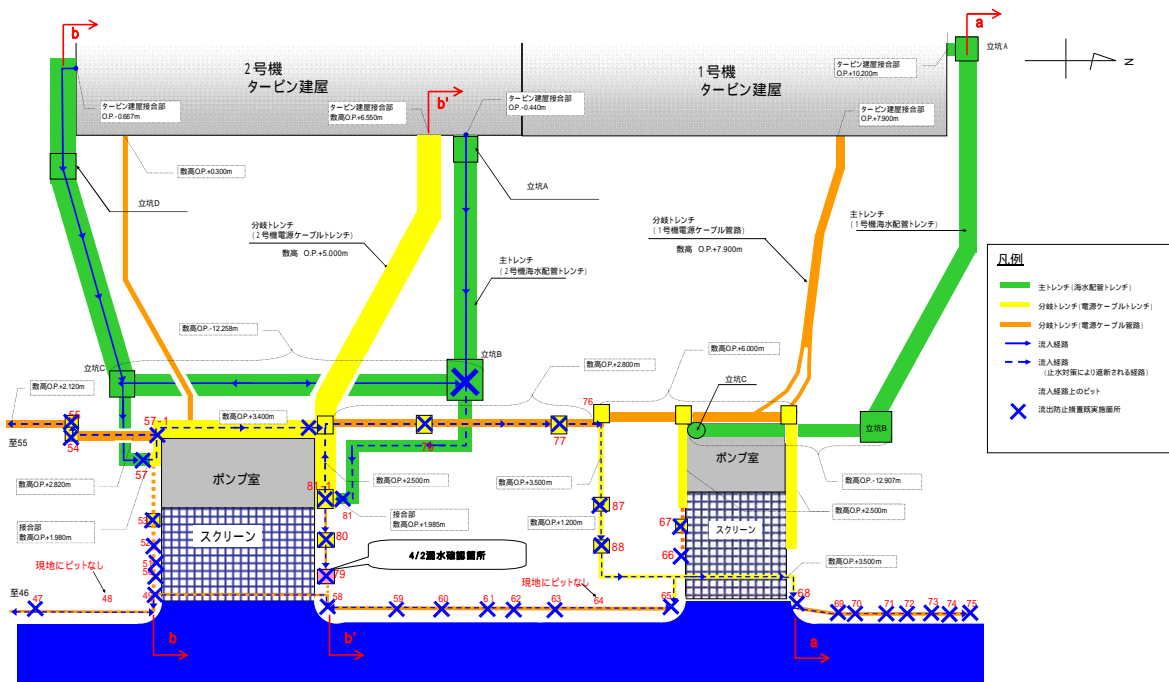 b
a
立坑A
2号機
タービン建屋
1号機
タービン建屋
タービン建屋接合部
O.P.+10.200m
N
タービン建屋接合部
O.P.-0.667m
タービン建屋接合部
敷高O.P.+6.550m
b'
タービン建屋接合部
O.P.-0.440m
タービン建屋接合部
O.P.+7.900m
敷高O.P.+0.300m
立坑D
立坑A
分岐トレンチ
(2号機電源ケーブルトレンチ)
敷高 O.P.+5.000m
分岐トレンチ
(1号機電源ケーブル管路)
敷高 O.P.+7.900m
主トレンチ
(1号機海水配管トレンチ)
主トレンチ
(2号機海水配管トレンチ)
凡例
主トレンチ(海水配管トレンチ)
分岐トレンチ(電源ケーブルトレンチ)
分岐トレンチ(電源ケーブル管路)
流入経路
流入経路
(止水対策により遮断される経路)
流入経路上のピット
流出防止措置既実施箇所
敷高O.P.-12.258m
敷高O.P.+6.000m
立坑C
立坑B
敷高O.P.+2.800m
敷高O.P.+2.120m
立坑C
55
57-1
敷高O.P.+3.400m
76
至55
54
78
77
立坑B
57
ポンプ室
ポンプ室
敷高O.P.+2.820m
敷高O.P.+2.500m
敷高O.P.+3.500m
敷高O.P.-12.907m
81-1
81
87
敷高O.P.+2.500m
接合部
敷高O.P.+1.980m
接合部
敷高O.P.+1.985m
敷高O.P.+1.200m
53
スクリーン
67
スクリーン
52
80
88
66
4/2漏水確認箇所
51
敷高O.P.+3.500m
現地にピットなし
50
79
現地にピットなし
至46
47
48
49
58
59
60
61
62
63
64
65
68
69
70
71
72
73
74
75
b
b'
a